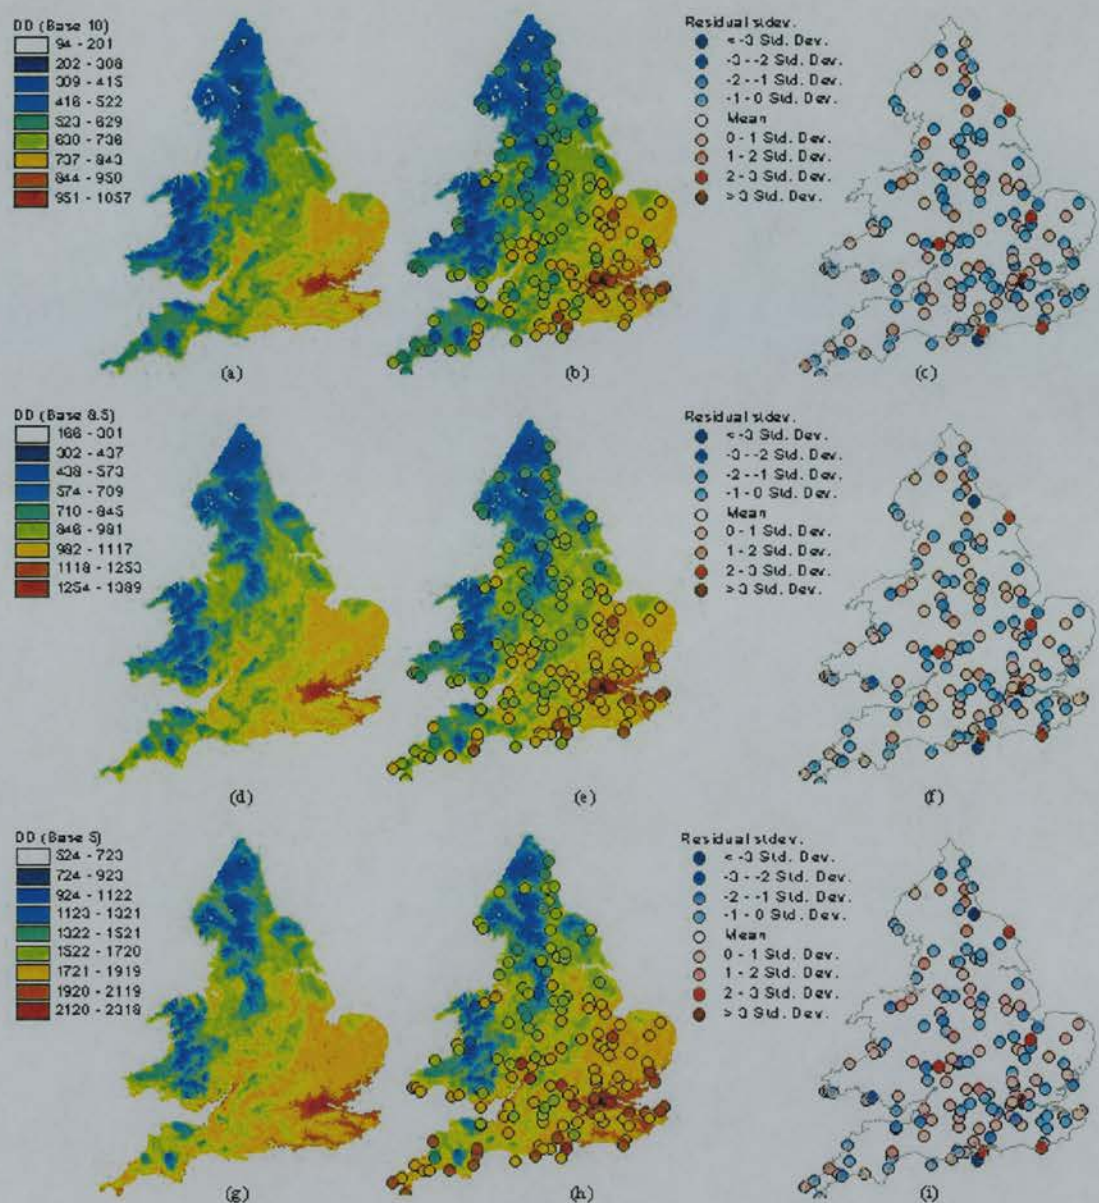 DD (Base 10)
94 - 201
202 - 308
309 - 415
416 - 522
523 - 629
630 - 736
737 - 843
844 - 950
951 - 1057
Residual stdev.
< -3 Std. Dev.
-3 - -2 Std. Dev.
-2 - -1 Std. Dev.
-1 - 0 Std. Dev.
Mean
0 - 1 Std. Dev.
1 - 2 Std. Dev.
2 - 3 Std. Dev.
> 3 Std. Dev.
(a)
(b)
(c)
DD (Base 8.5)
166 - 301
302 - 437
438 - 573
574 - 709
710 - 845
846 - 981
982 - 1117
1118 - 1253
1254 - 1389
Residual stdev.
< -3 Std. Dev.
-3 - -2 Std. Dev.
-2 - -1 Std. Dev.
-1 - 0 Std. Dev.
Mean
0 - 1 Std. Dev.
1 - 2 Std. Dev.
2 - 3 Std. Dev.
> 3 Std. Dev.
(d)
(e)
(f)
DD (Base 5)
524 - 723
724 - 923
924 - 1122
1123 - 1321
1322 - 1521
1522 - 1720
1721 - 1919
1920 - 2119
2120 - 2318
Residual stdev.
< -3 Std. Dev.
-3 - -2 Std. Dev.
-2 - -1 Std. Dev.
-1 - 0 Std. Dev.
Mean
0 - 1 Std. Dev.
1 - 2 Std. Dev.
2 - 3 Std. Dev.
> 3 Std. Dev.
(g)
(h)
(i)